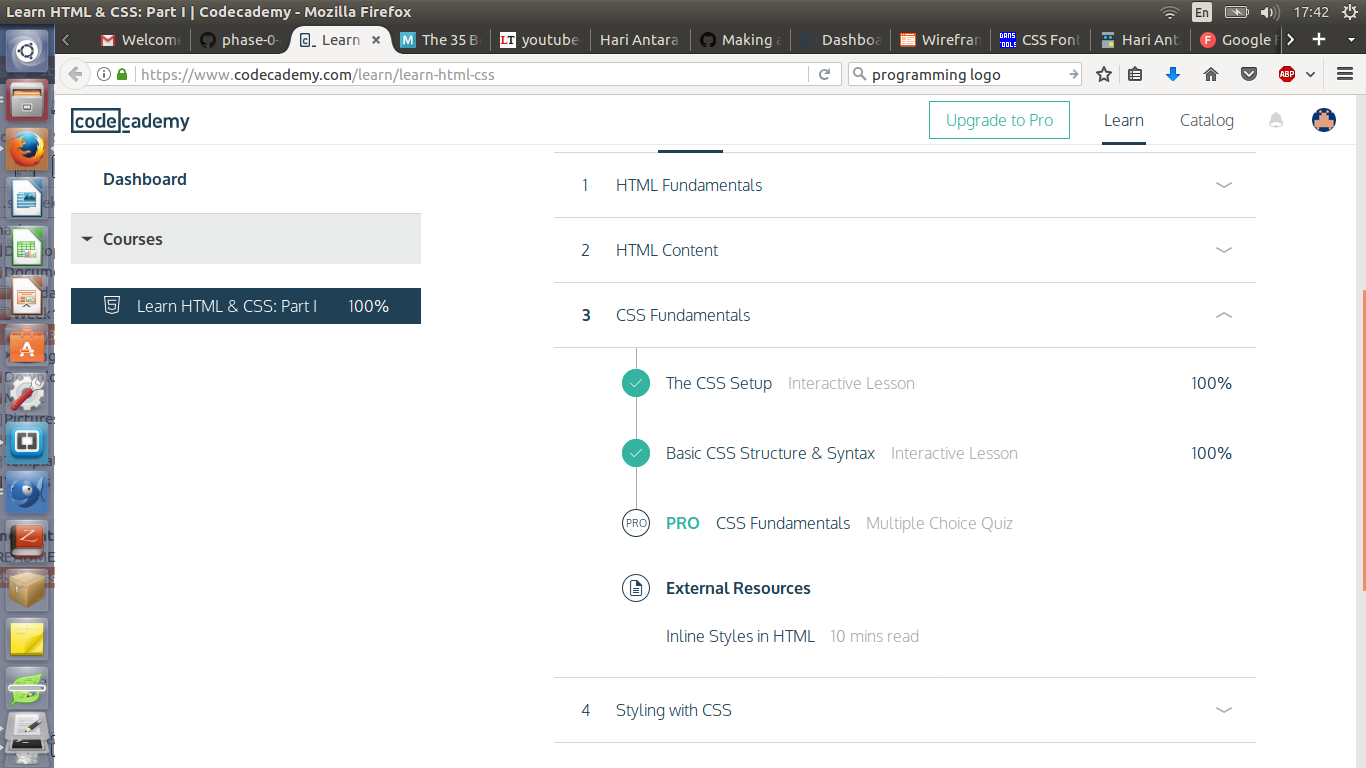 Learn HTML & CSS: Part I | Codecademy - Mozilla Firefox
En
17:42
Welcom
phase-0-
Learn
M The 35 B
LT youtube
Hari Antara
Making a
Dashboa
Wirefran
DANS TOOLS CSS Font
Hari Ant
F Google F
https://www.codecademy.com/learn/learn-html-css
programming logo
ABP
codecademy
Upgrade to Pro
Learn
Catalog
Dashboard
Courses
Learn HTML & CSS: Part I 100%
1 HTML Fundamentals
2 HTML Content
3 CSS Fundamentals
The CSS Setup Interactive Lesson 100%
Basic CSS Structure & Syntax Interactive Lesson 100%
PRO PRO CSS Fundamentals Multiple Choice Quiz
External Resources
Inline Styles in HTML 10 mins read
4 Styling with CSS